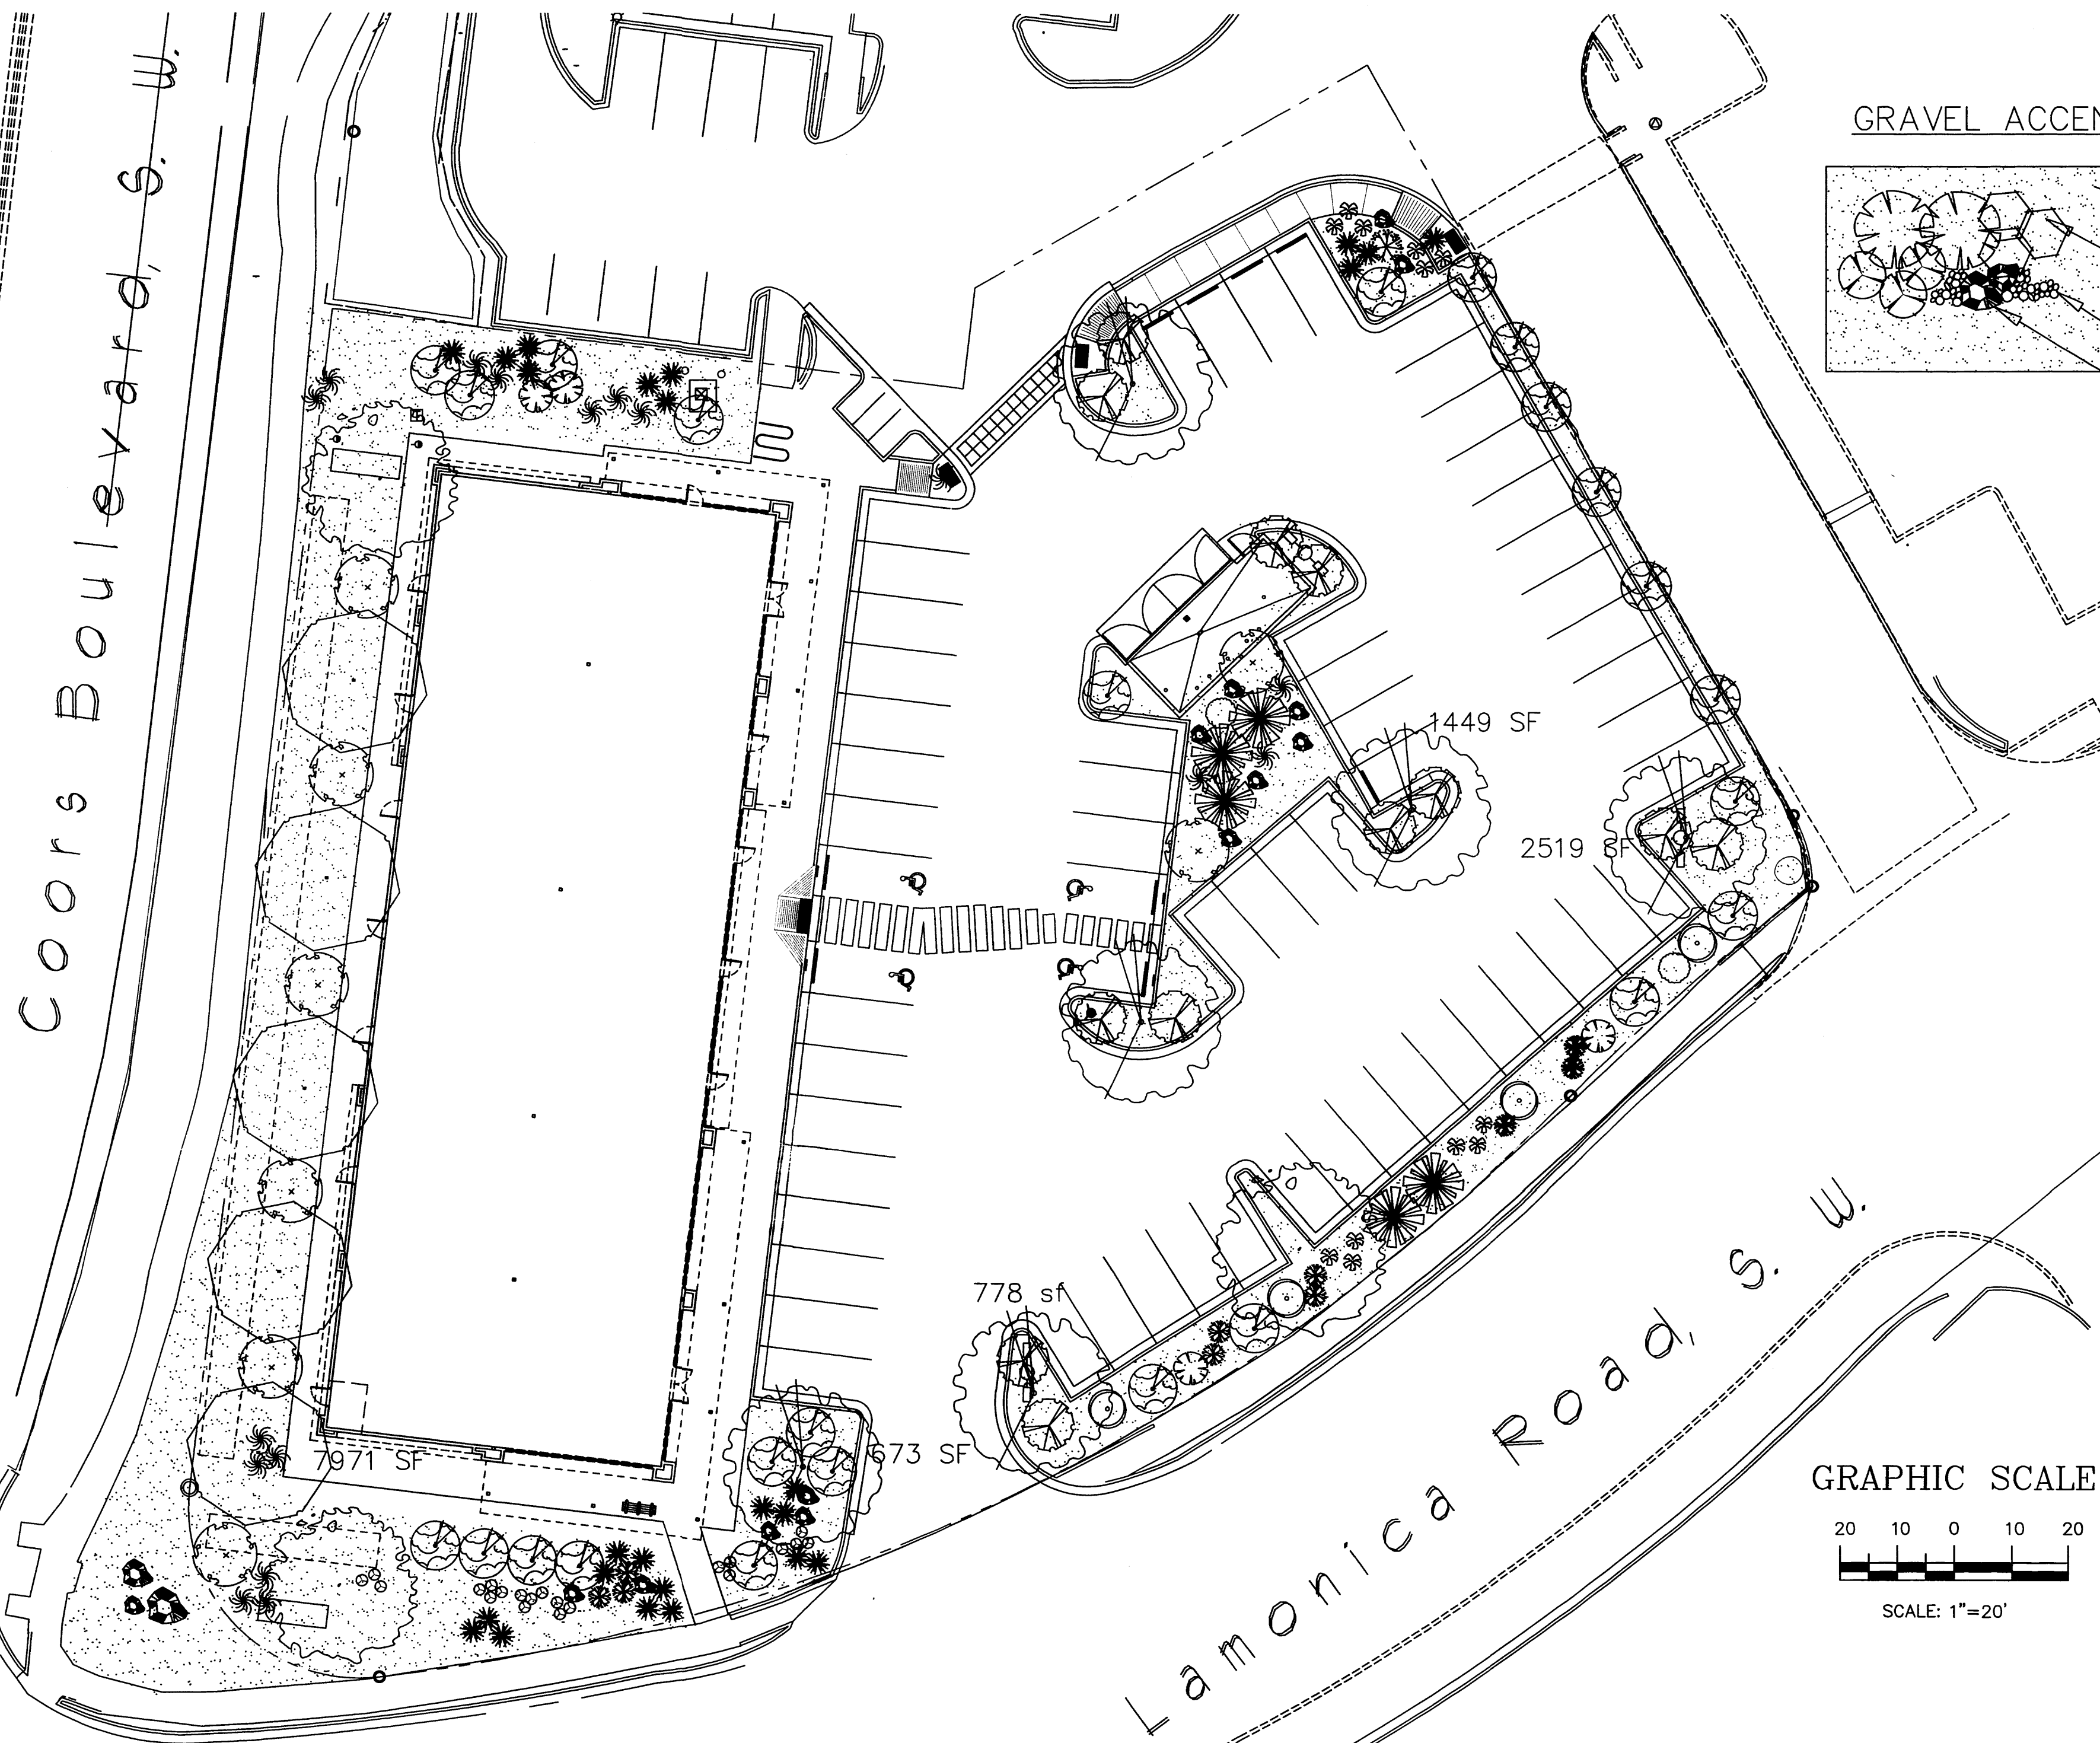 Coors Boulevard, S. W.
GRAVEL ACCEN
1449 SF
2519 SF
778 sf
7971 SF
673 SF
Lamonica Road, S. W.
GRAPHIC SCALE
20 10 0 10 20
SCALE: 1"=20'